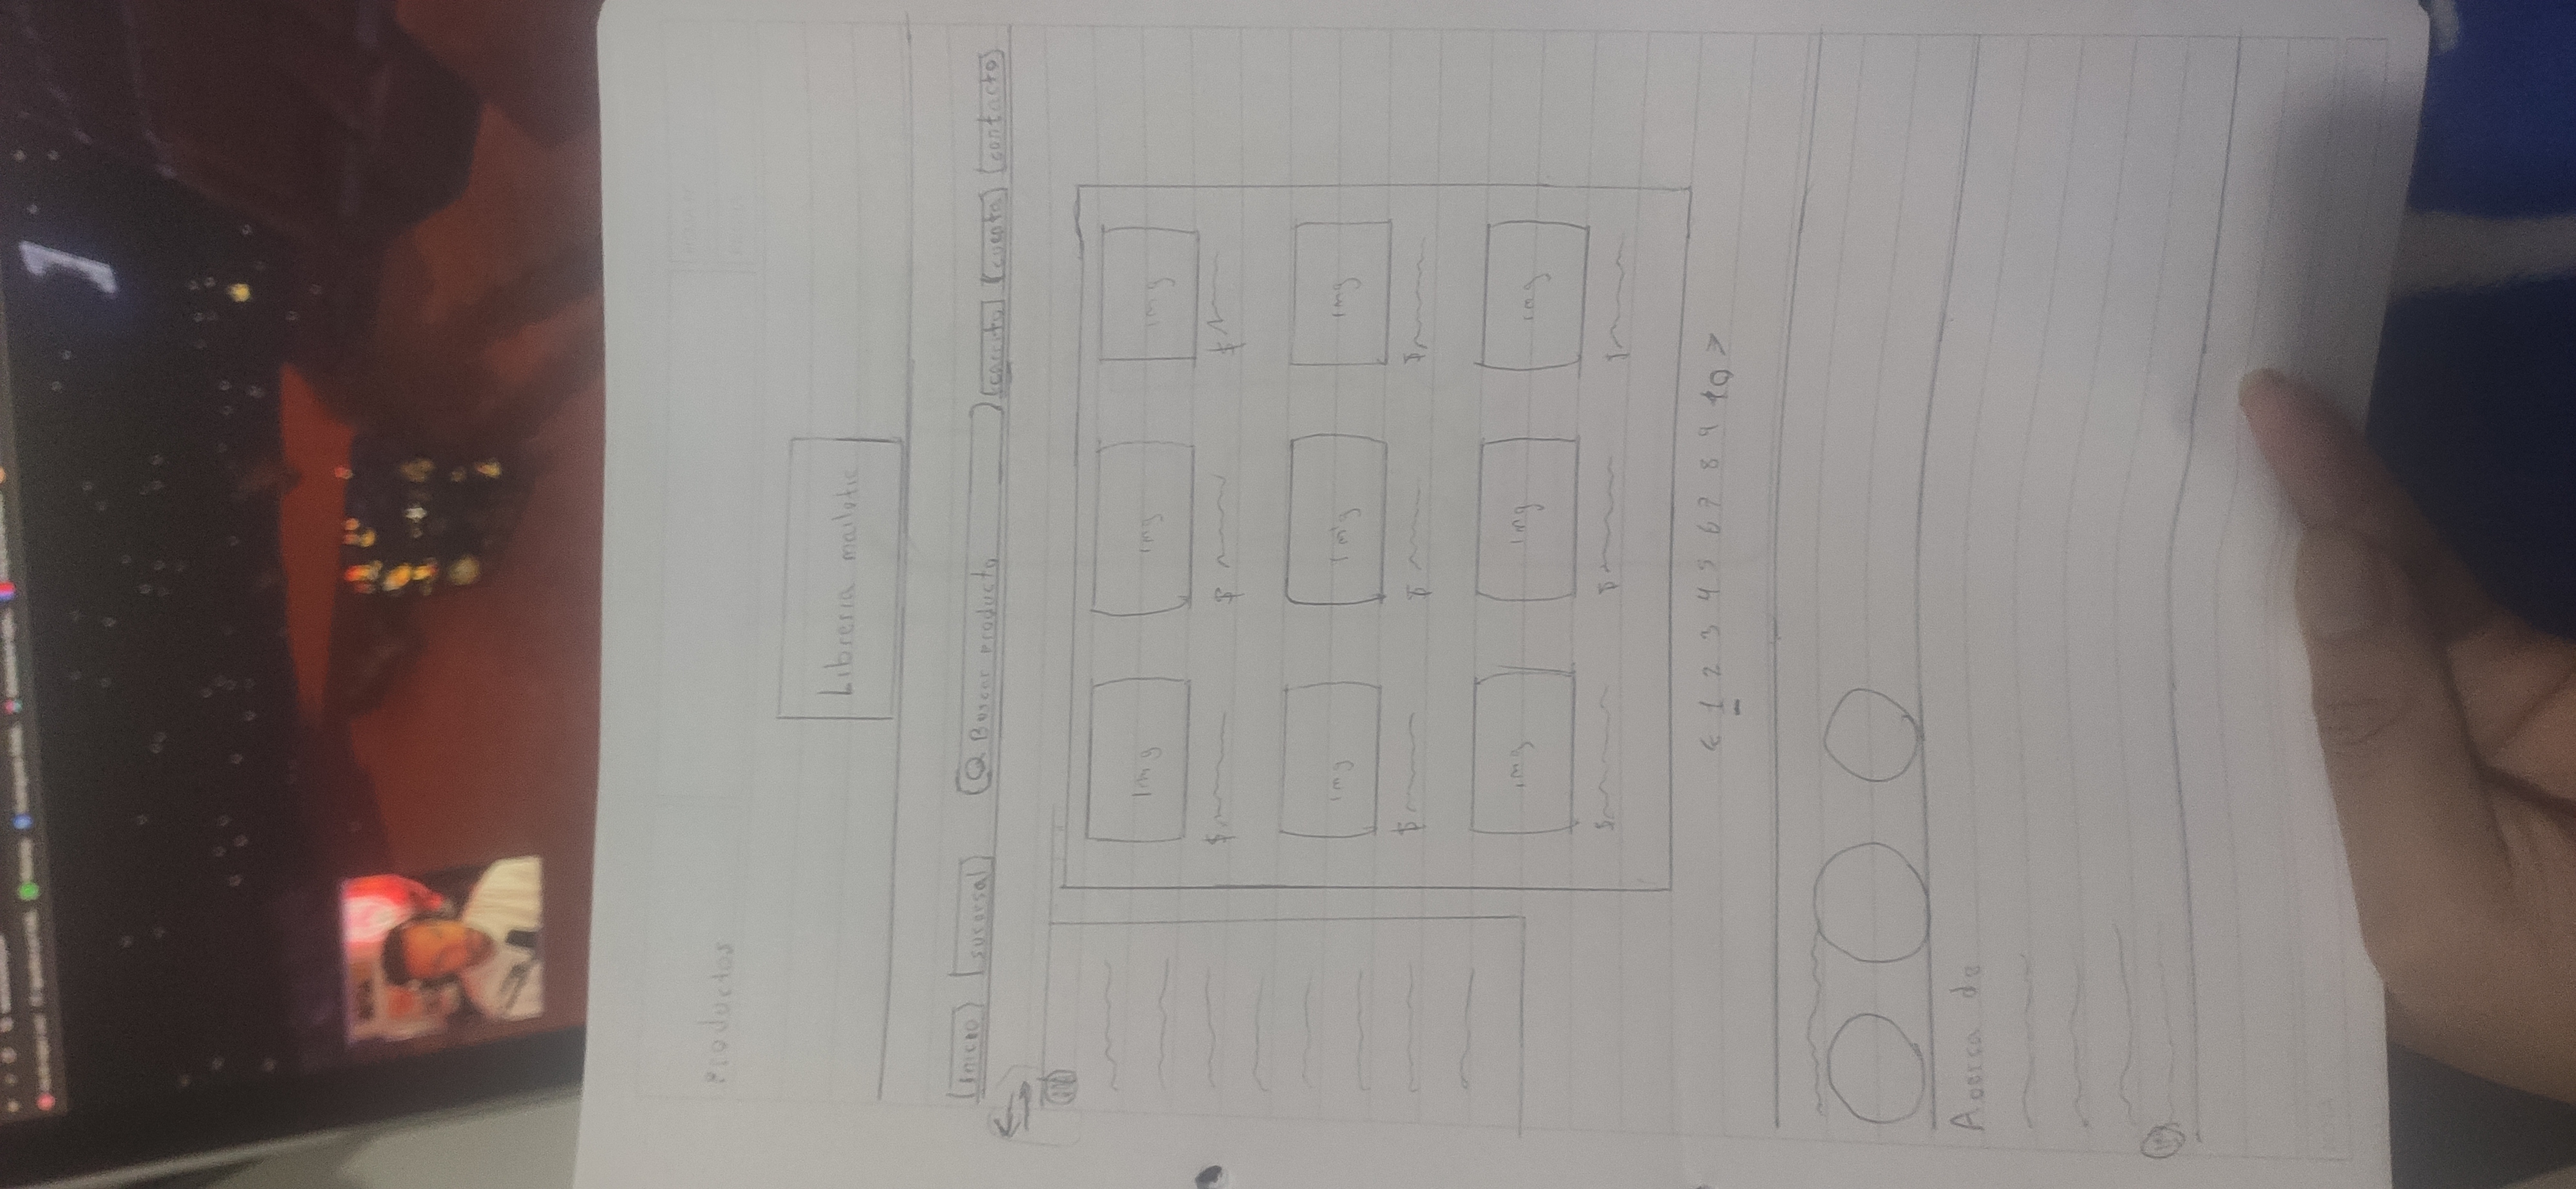 Productos
Libreria mailetic
Inicio sucursal Buscar producto carrito cuenta contacto
img img img
$ $ $
img img img
$ $ $
img img img
$ $ $
< 1 2 3 4 5 6 7 8 9 10 >
Acerca de